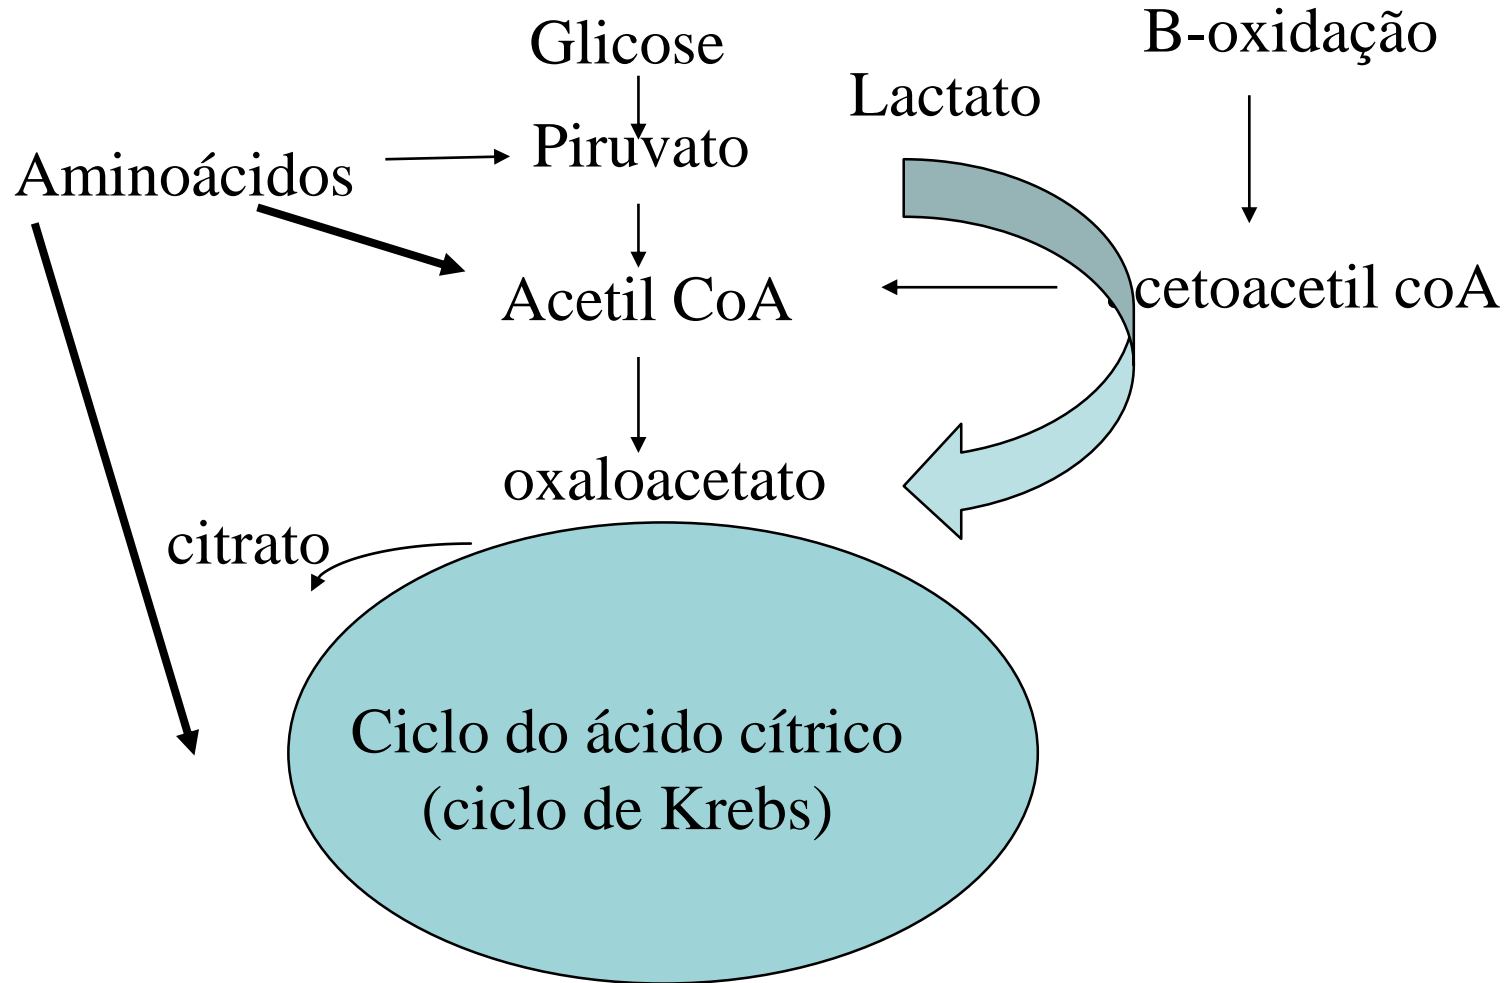 Glicose
B-oxidação
Lactato
Piruvato
Aminoácidos
Acetil CoA
cetoacetil coA
oxaloacetato
citrato
Ciclo do ácido cítrico
(ciclo de Krebs)